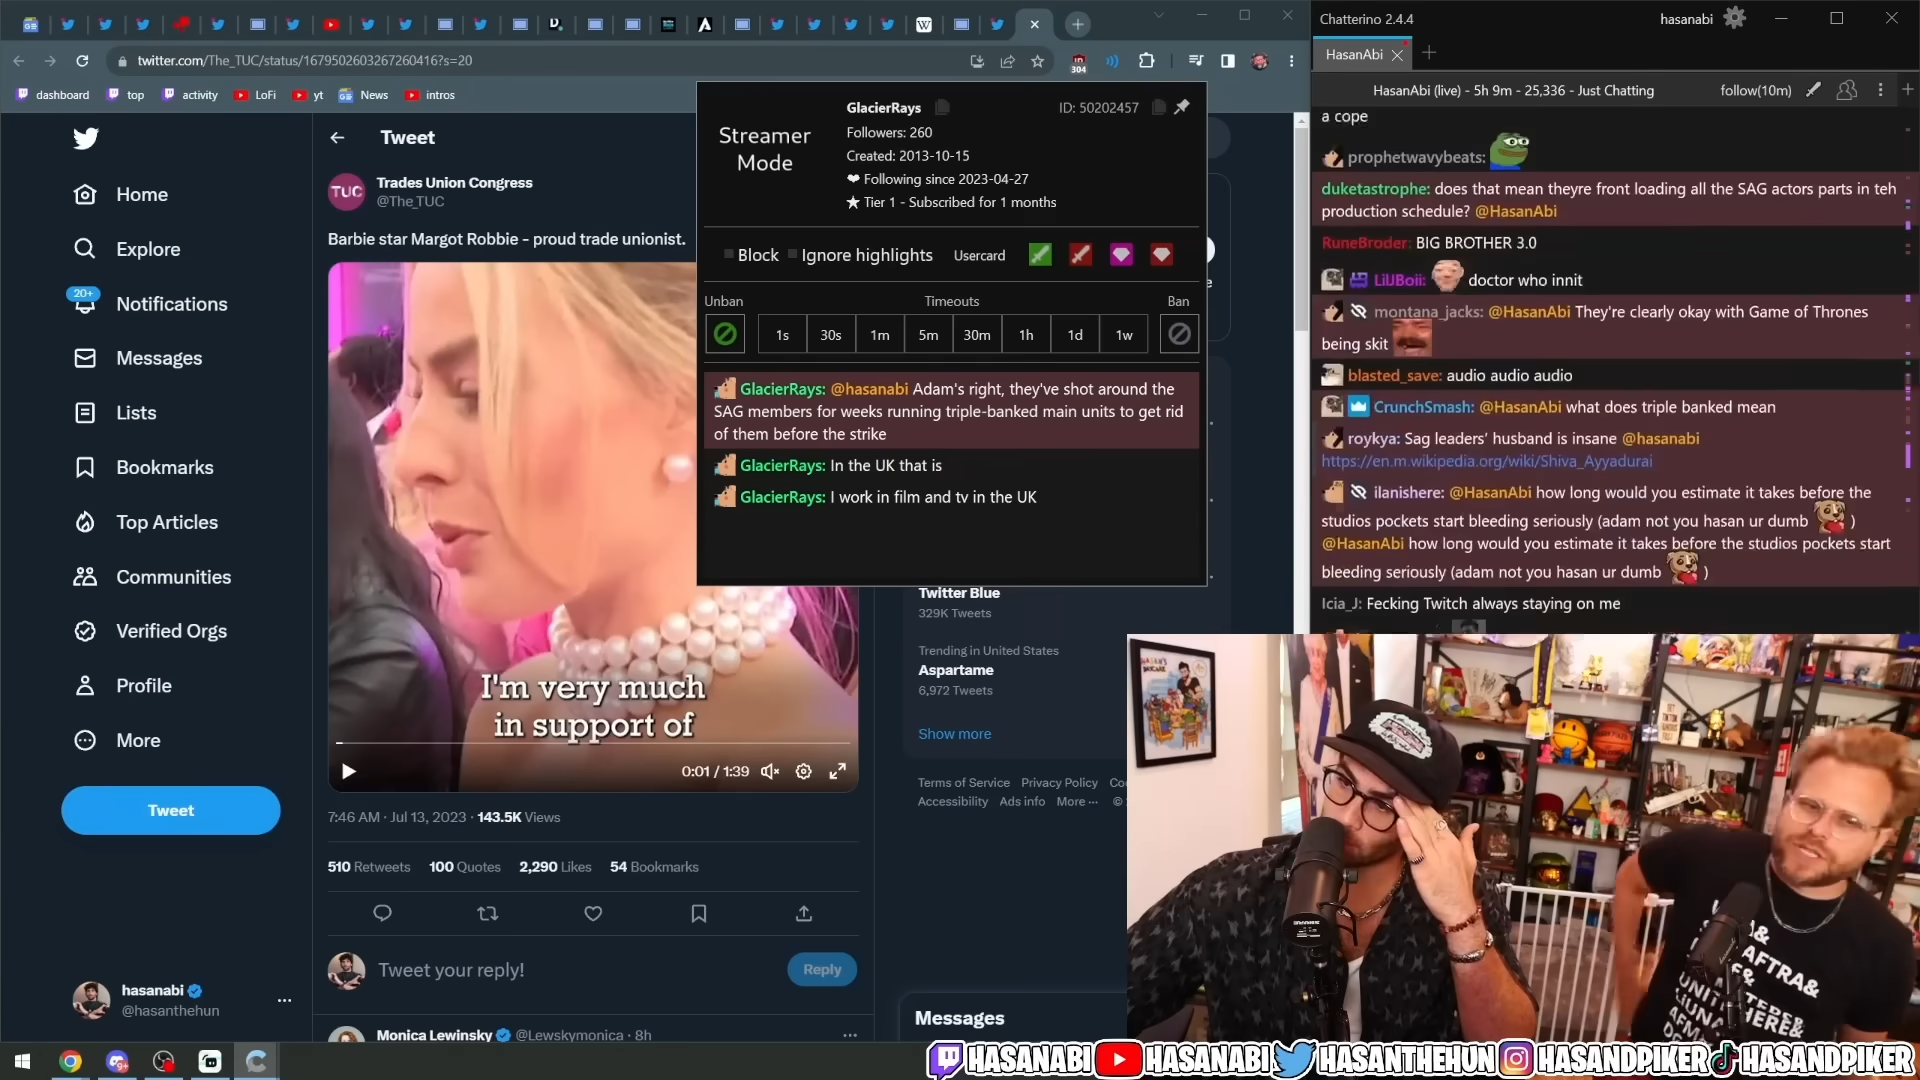 twitter.com/The_TUC/status/1679502603267260416?s=20
304
dashboard
top
activity
LoFi
yt
News
intros
Home
Explore
20+
Notifications
Messages
Lists
Bookmarks
Top Articles
Communities
Verified Orgs
Profile
More
Tweet
hasanabi
@hasanthehun
Tweet
TUC
Trades Union Congress
@The_TUC
Barbie star Margot Robbie - proud trade unionist.
I'm very much
in support of
0:01 / 1:39
7:46 AM · Jul 13, 2023 · 143.5K Views
510 Retweets 100 Quotes 2,290 Likes 54 Bookmarks
Tweet your reply!
Reply
Monica Lewinsky @Lewskymonica · 8h
Streamer
Mode
GlacierRays
ID: 50202457
Followers: 260
Created: 2013-10-15
Following since 2023-04-27
Tier 1 - Subscribed for 1 months
Block
Ignore highlights
Usercard
Unban
Timeouts
Ban
1s 30s 1m 5m 30m 1h 1d 1w
GlacierRays: @hasanabi Adam's right, they've shot around the
SAG members for weeks running triple-banked main units to get rid
of them before the strike
GlacierRays: In the UK that is
GlacierRays: I work in film and tv in the UK
Twitter Blue
329K Tweets
Trending in United States
Aspartame
6,972 Tweets
Show more
Terms of Service Privacy Policy
Accessibility Ads info More ··· ©
Messages
Chatterino 2.4.4
hasanabi
HasanAbi
HasanAbi (live) - 5h 9m - 25,336 - Just Chatting
follow(10m)
a cope
prophetwavybeats:
duketastrophe: does that mean theyre front loading all the SAG actors parts in teh
production schedule? @HasanAbi
RuneBroder: BIG BROTHER 3.0
LilJBoii: doctor who innit
montana_jacks: @HasanAbi They're clearly okay with Game of Thrones
being skit
blasted_save: audio audio audio
CrunchSmash: @HasanAbi what does triple banked mean
roykya: Sag leaders' husband is insane @hasanabi
https://en.m.wikipedia.org/wiki/Shiva_Ayyadurai
ilanishere: @HasanAbi how long would you estimate it takes before the
studios pockets start bleeding seriously (adam not you hasan ur dumb )
@HasanAbi how long would you estimate it takes before the studios pockets start
bleeding seriously (adam not you hasan ur dumb )
Icia_J: Fecking Twitch always staying on me
AFTRA&
HASANABI HASANABI HASANTHEHUN HASANDPIKER HASANDPIKER